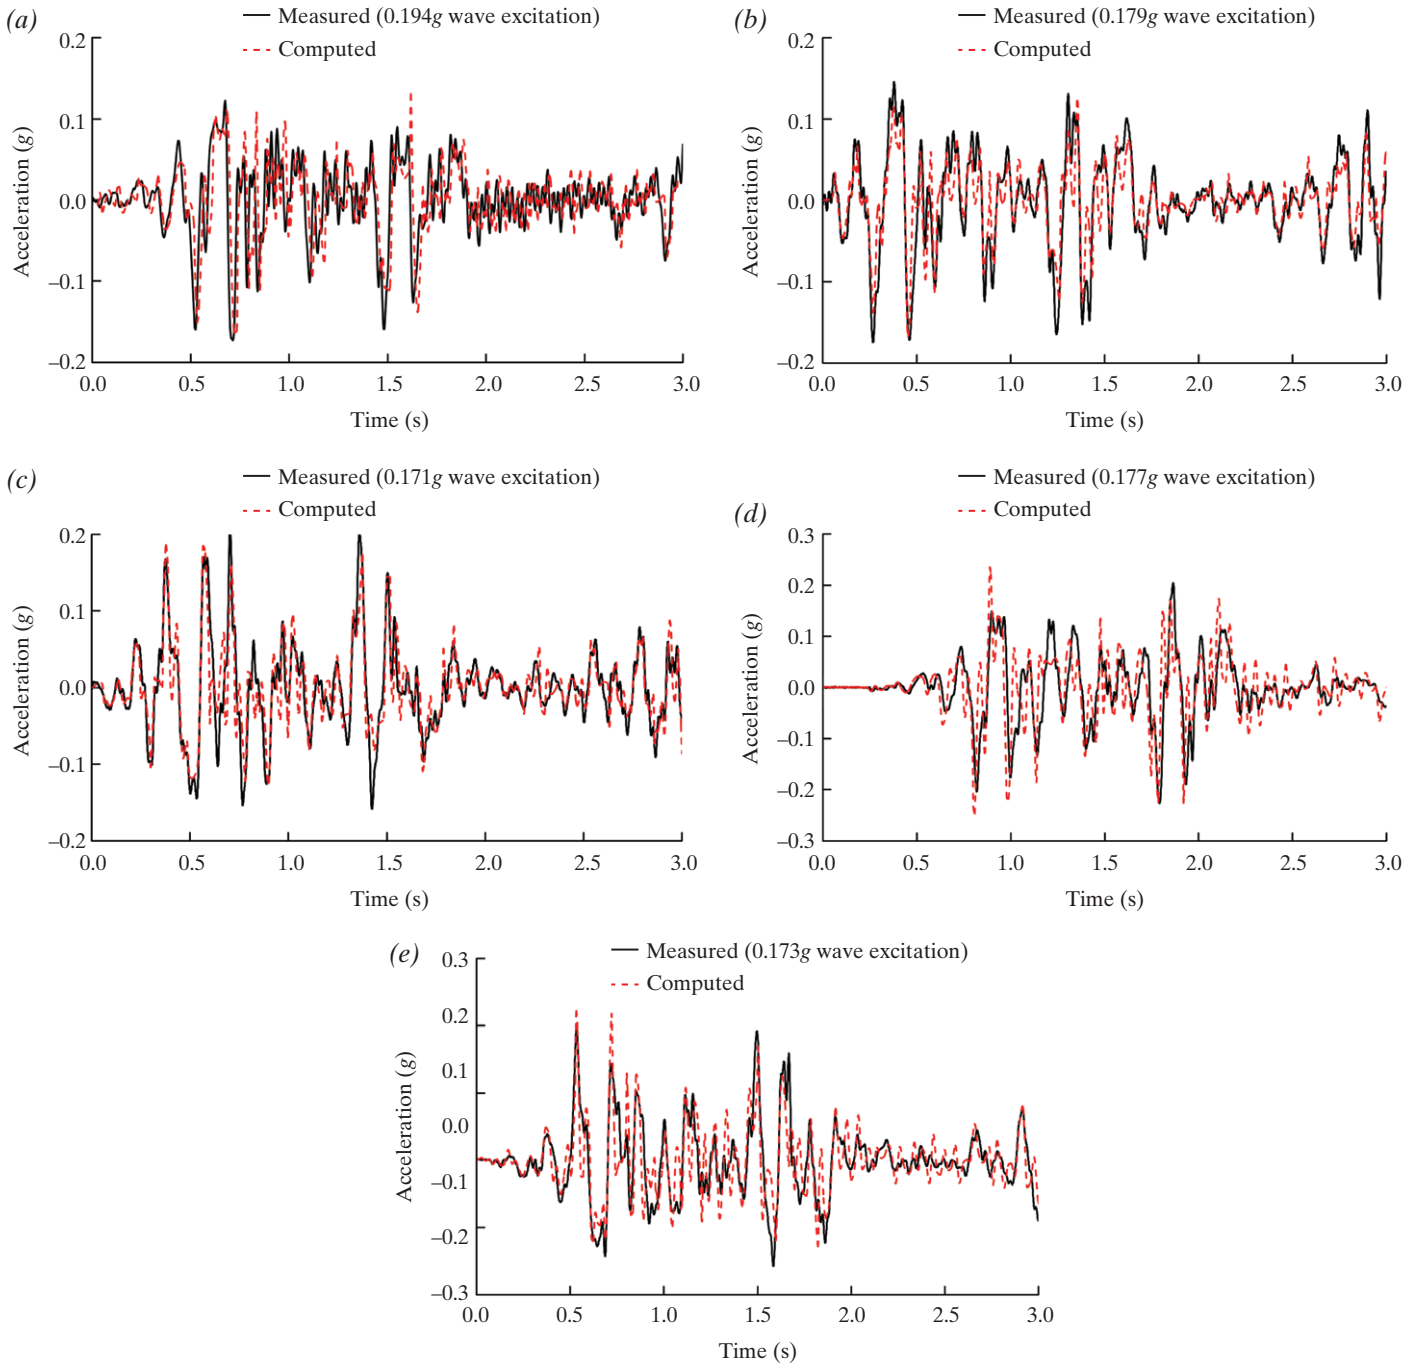 (a)
Measured (0.194g wave excitation)
Computed
Acceleration (g)
0.2
0.1
0.0
–0.1
–0.2
0.0 0.5 1.0 1.5 2.0 2.5 3.0
Time (s)
(b)
Measured (0.179g wave excitation)
Computed
Acceleration (g)
0.2
0.1
0.0
–0.1
–0.2
0.0 0.5 1.0 1.5 2.0 2.5 3.0
Time (s)
(c)
Measured (0.171g wave excitation)
Computed
Acceleration (g)
0.2
0.1
0.0
–0.1
–0.2
0.0 0.5 1.0 1.5 2.0 2.5 3.0
Time (s)
(d)
Measured (0.177g wave excitation)
Computed
Acceleration (g)
0.3
0.2
0.1
0.0
–0.1
–0.2
–0.3
0.0 0.5 1.0 1.5 2.0 2.5 3.0
Time (s)
(e)
Measured (0.173g wave excitation)
Computed
Acceleration (g)
0.3
0.2
0.1
0.0
–0.1
–0.2
–0.3
0.0 0.5 1.0 1.5 2.0 2.5 3.0
Time (s)